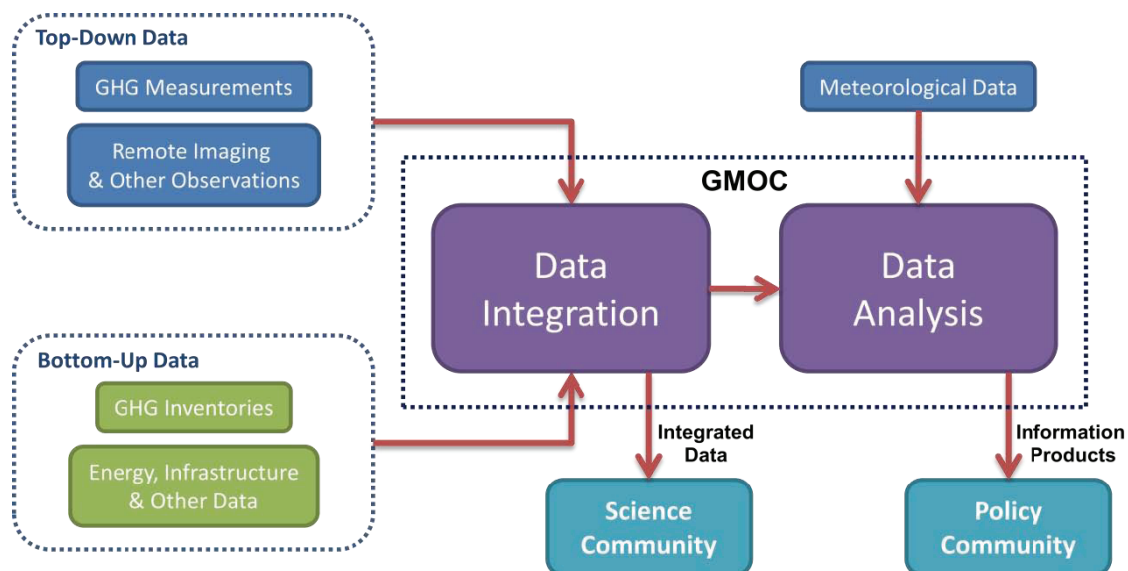 Top-Down Data
GHG Measurements
Remote Imaging
& Other Observations
Meteorological Data
GMOC
Data
Integration
Data
Analysis
Bottom-Up Data
GHG Inventories
Energy, Infrastructure
& Other Data
Integrated
Data
Information
Products
Science
Community
Policy
Community